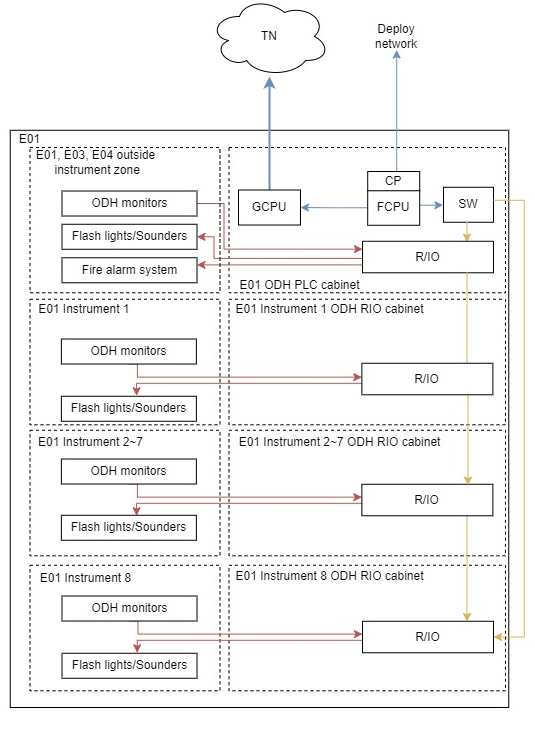 TN
Deploy
network
E01
E01, E03, E04 outside
instrument zone
ODH monitors
Flash lights/Sounders
Fire alarm system
GCPU
CP
FCPU
SW
R/IO
E01 ODH PLC cabinet
E01 Instrument 1
E01 Instrument 1 ODH RIO cabinet
ODH monitors
R/IO
Flash lights/Sounders
E01 Instrument 2~7
E01 Instrument 2~7 ODH RIO cabinet
ODH monitors
R/IO
Flash lights/Sounders
E01 Instrument 8
E01 Instrument 8 ODH RIO cabinet
ODH monitors
R/IO
Flash lights/Sounders